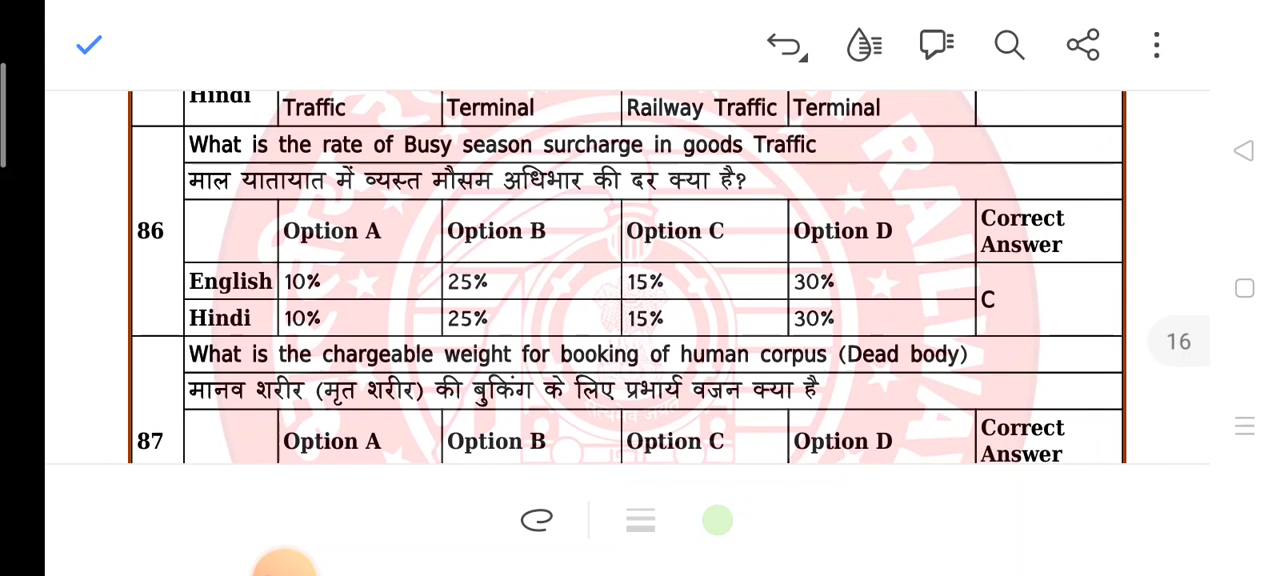 Hindi
Traffic Terminal Railway Traffic Terminal
What is the rate of Busy season surcharge in goods Traffic
माल यातायात में व्यस्त मौसम अधिभार की दर क्या है?
86 Option A Option B Option C Option D Correct Answer
English 10% 25% 15% 30% C
Hindi 10% 25% 15% 30%
What is the chargeable weight for booking of human corpus (Dead body)
मानव शरीर (मृत शरीर) की बुकिंग के लिए प्रभार्य वजन क्या है
87 Option A Option B Option C Option D Correct Answer
16